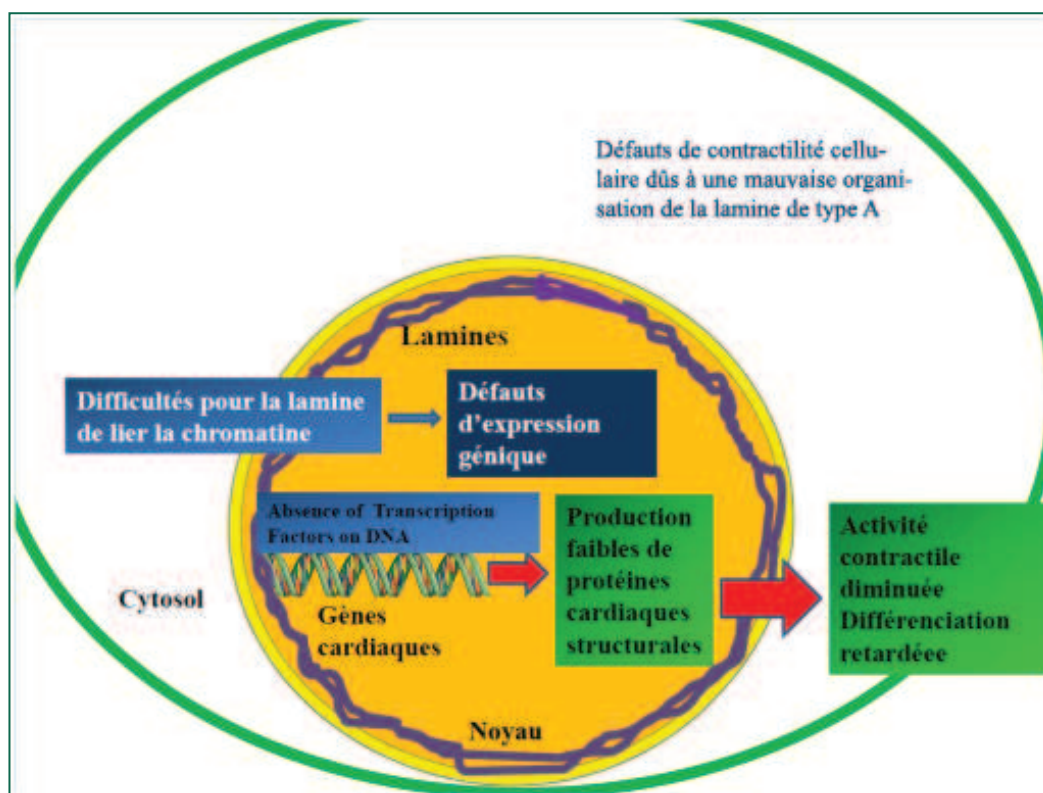 Défauts de contractilité cellu-
laire dûs à une mauvaise organi-
sation de la lamine de type A
Lamines
Difficultés pour la lamine
de lier la chromatine
Défauts
d’expression
génique
Absence of Transcription
Factors on DNA
Production
faibles de
protéines
cardiaques
structurales
Activité
contractile
diminuée
Différenciation
retardéee
Cytosol
Gènes
cardiaques
Noyau